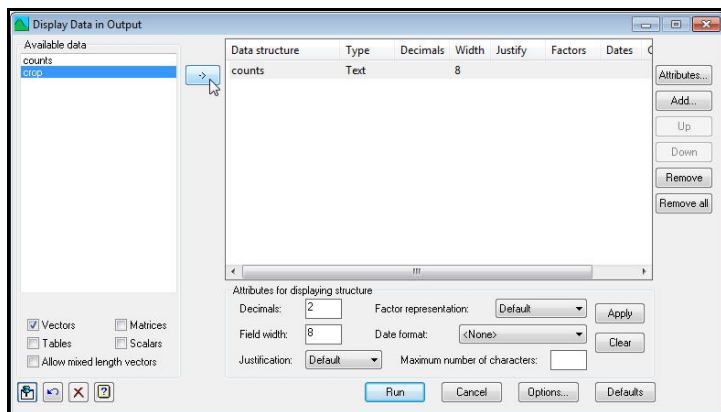 Display Data in Output
Available data
counts
crop
->
Data structure Type Decimals Width Justify Factors Dates C
counts Text 8
Attributes...
Add...
Up
Down
Remove
Remove all
Vectors Matrices
Tables Scalars
Allow mixed length vectors
Attributes for displaying structure
Decimals: 2 Factor representation: Default Apply
Field width: 8 Date format: <None> Clear
Justification: Default Maximum number of characters:
Run Cancel Options... Defaults